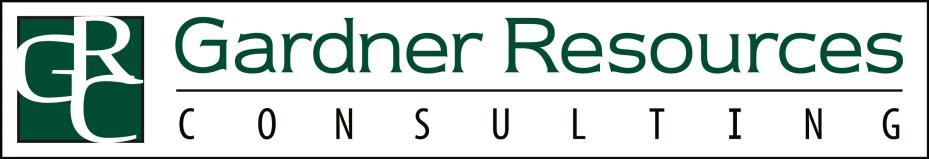 GRC
Gardner Resources
CONSULTING